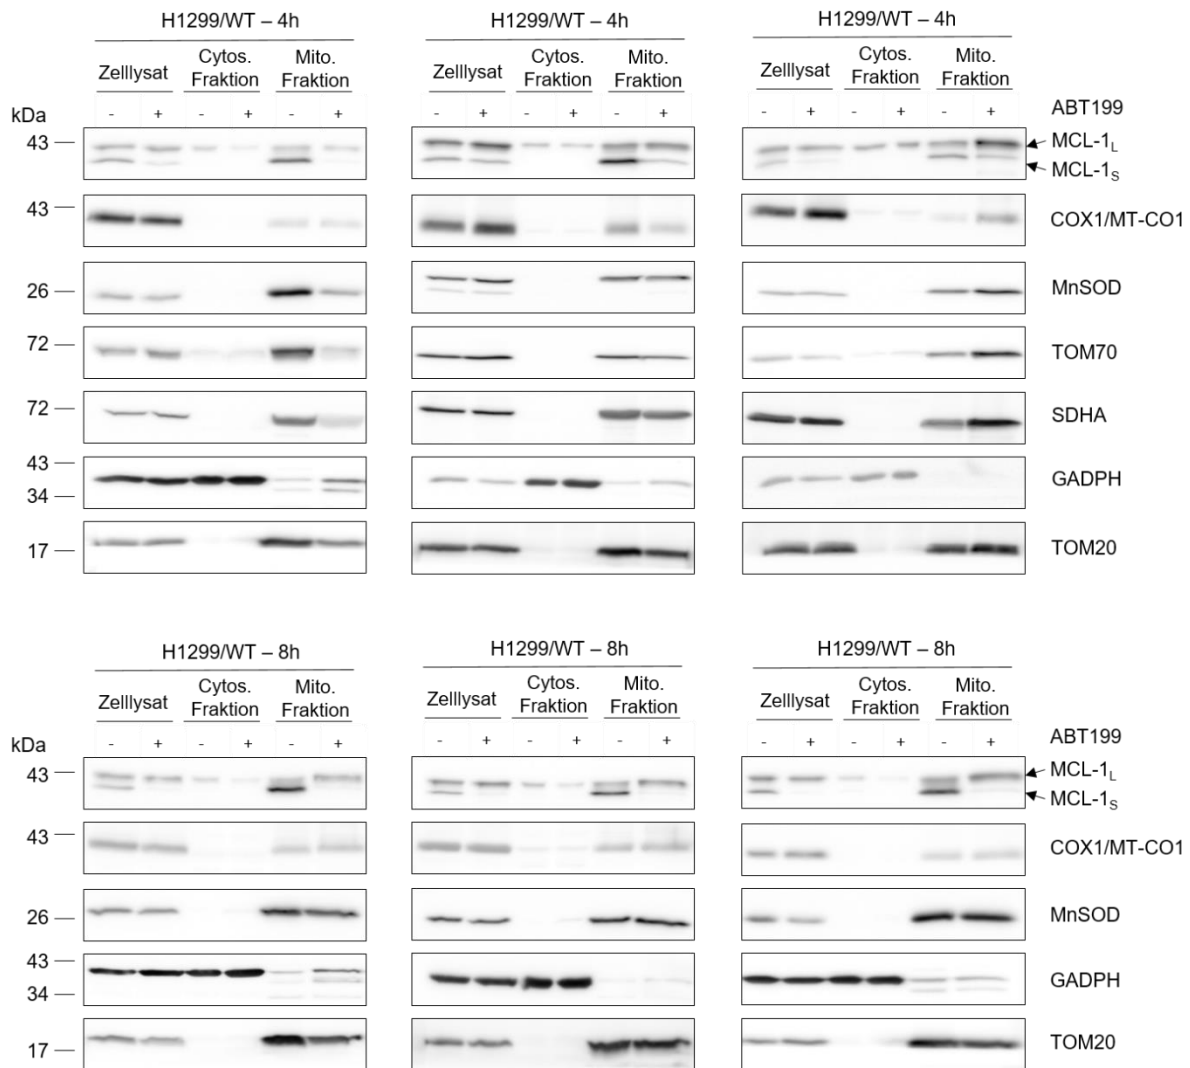 H1299/WT – 4h H1299/WT – 4h H1299/WT – 4h
Zelllysat Cytos. Fraktion Mito. Fraktion Zelllysat Cytos. Fraktion Mito. Fraktion Zelllysat Cytos. Fraktion Mito. Fraktion
kDa - + - + - + - + - + - + - + - + - + ABT199
43 MCL-1L
MCL-1S
43 COX1/MT-CO1
26 MnSOD
72 TOM70
72 SDHA
43 GADPH
34
17 TOM20
H1299/WT – 8h H1299/WT – 8h H1299/WT – 8h
Zelllysat Cytos. Fraktion Mito. Fraktion Zelllysat Cytos. Fraktion Mito. Fraktion Zelllysat Cytos. Fraktion Mito. Fraktion
kDa - + - + - + - + - + - + - + - + - + ABT199
43 MCL-1L
MCL-1S
43 COX1/MT-CO1
26 MnSOD
43 GADPH
34
17 TOM20